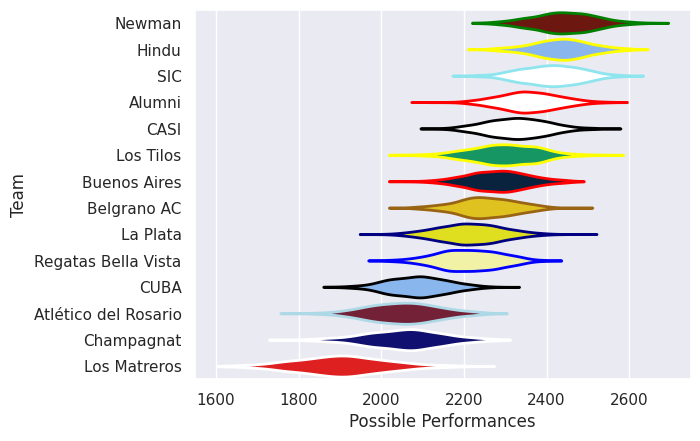 Team
Newman
Hindu
SIC
Alumni
CASI
Los Tilos
Buenos Aires
Belgrano AC
La Plata
Regatas Bella Vista
CUBA
Atlético del Rosario
Champagnat
Los Matreros
1600 1800 2000 2200 2400 2600
Possible Performances